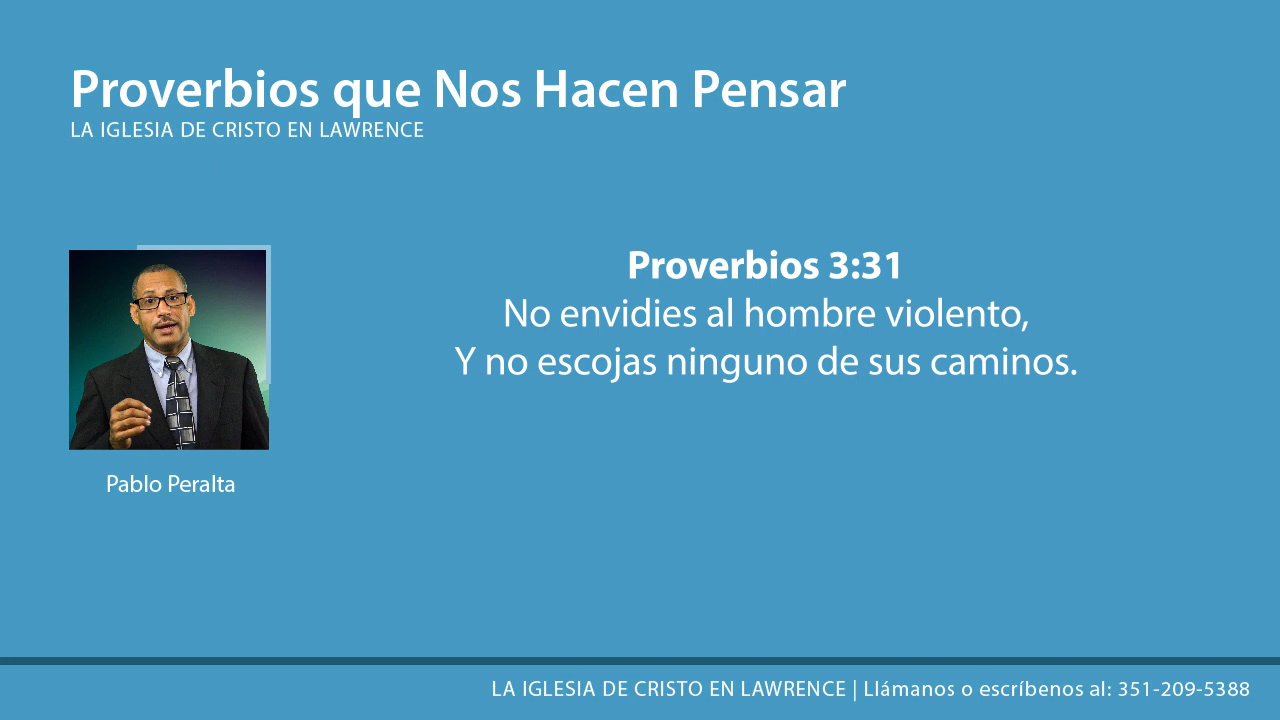 Proverbios que Nos Hacen Pensar
LA IGLESIA DE CRISTO EN LAWRENCE
Proverbios 3:31
No envidies al hombre violento,
Y no escojas ninguno de sus caminos.
Pablo Peralta
LA IGLESIA DE CRISTO EN LAWRENCE | Llámanos o escríbenos al: 351-209-5388